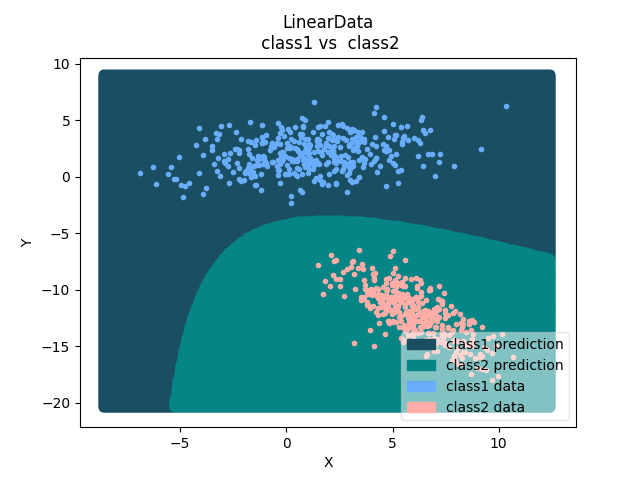 LinearData
class1 vs  class2
10
5
0
−5
−10
−15
−20
Y
class1 prediction
class2 prediction
class1 data
class2 data
−5
0
5
10
X